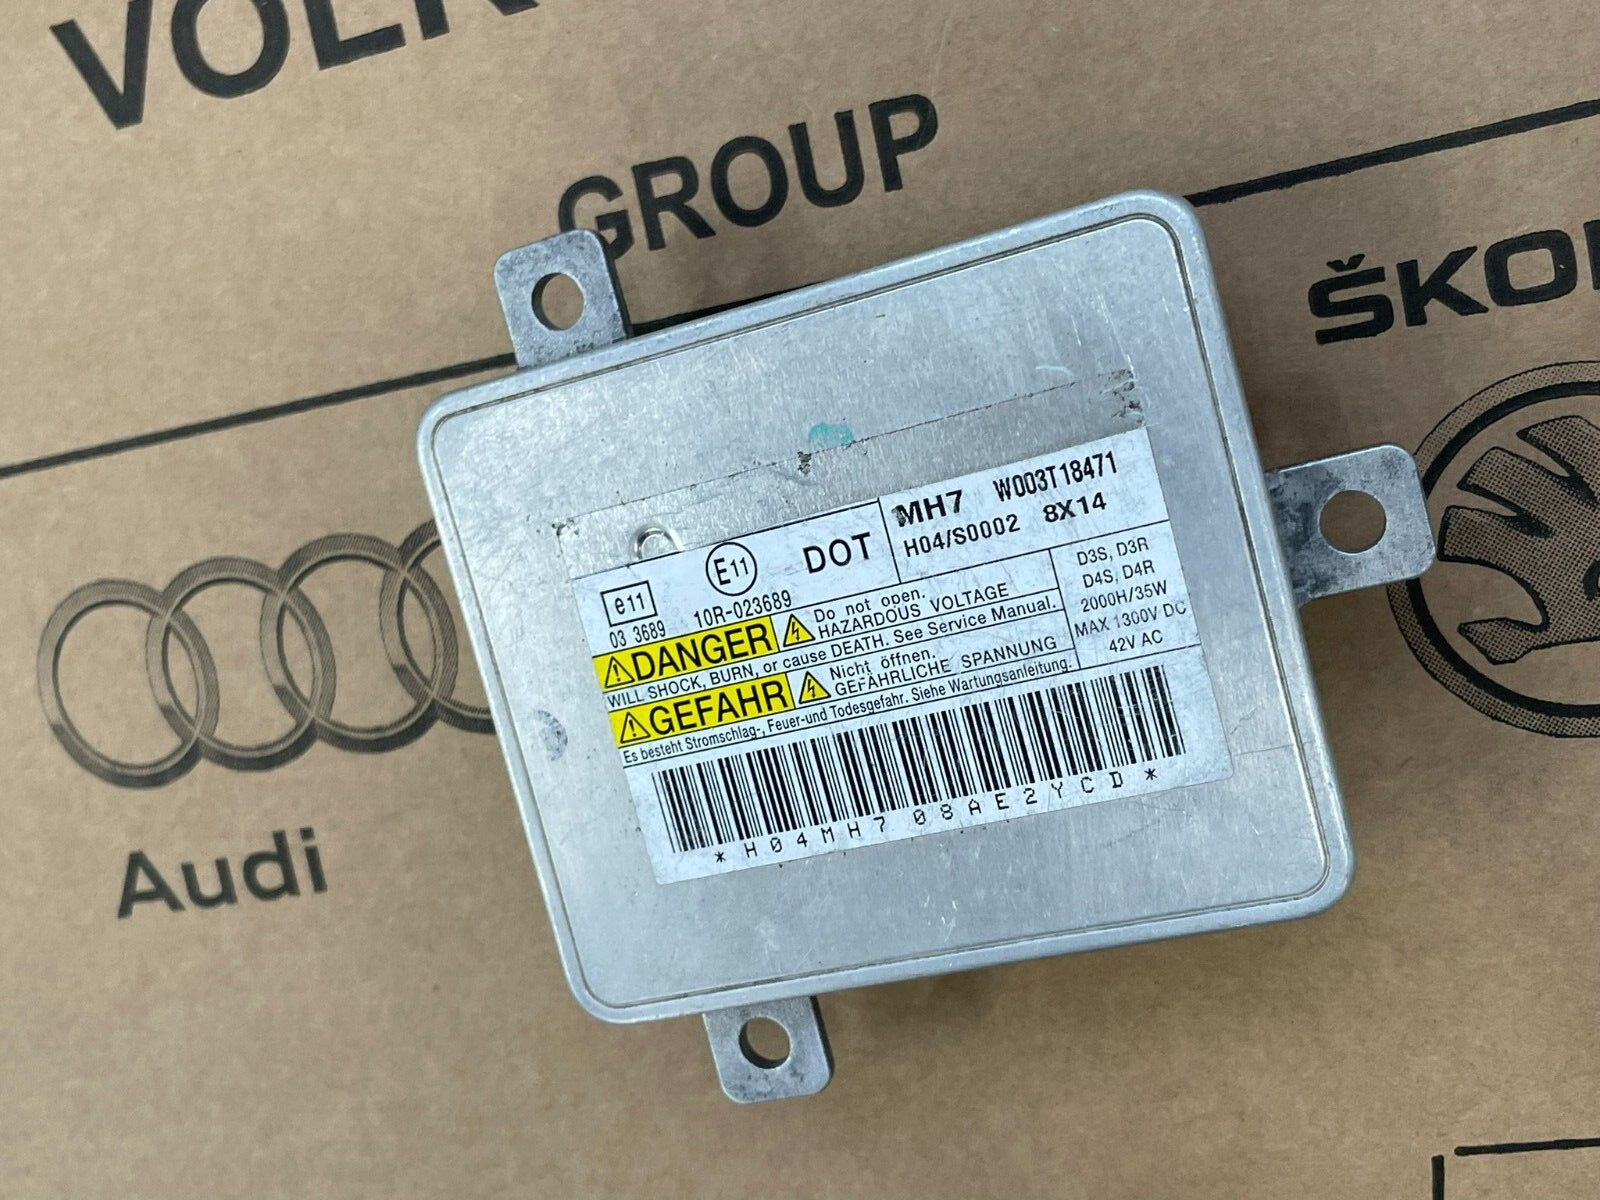 VOLK
GROUP
ŠKO
Audi
MH7 W003T18471
H04/S0002 8X14
e11
E11
DOT
03 3689
10R-023689
DANGER
Do not open.
HAZARDOUS VOLTAGE
WILL SHOCK, BURN, or cause DEATH. See Service Manual.
GEFAHR
Nicht öffnen.
GEFÄHRLICHE SPANNUNG
Es besteht Stromschlag-, Feuer-und Todesgefahr. Siehe Wartungsanleitung.
D3S, D3R
D4S, D4R
2000H/35W
MAX 1300V DC
42V AC
*H04MH708AE2YCD*